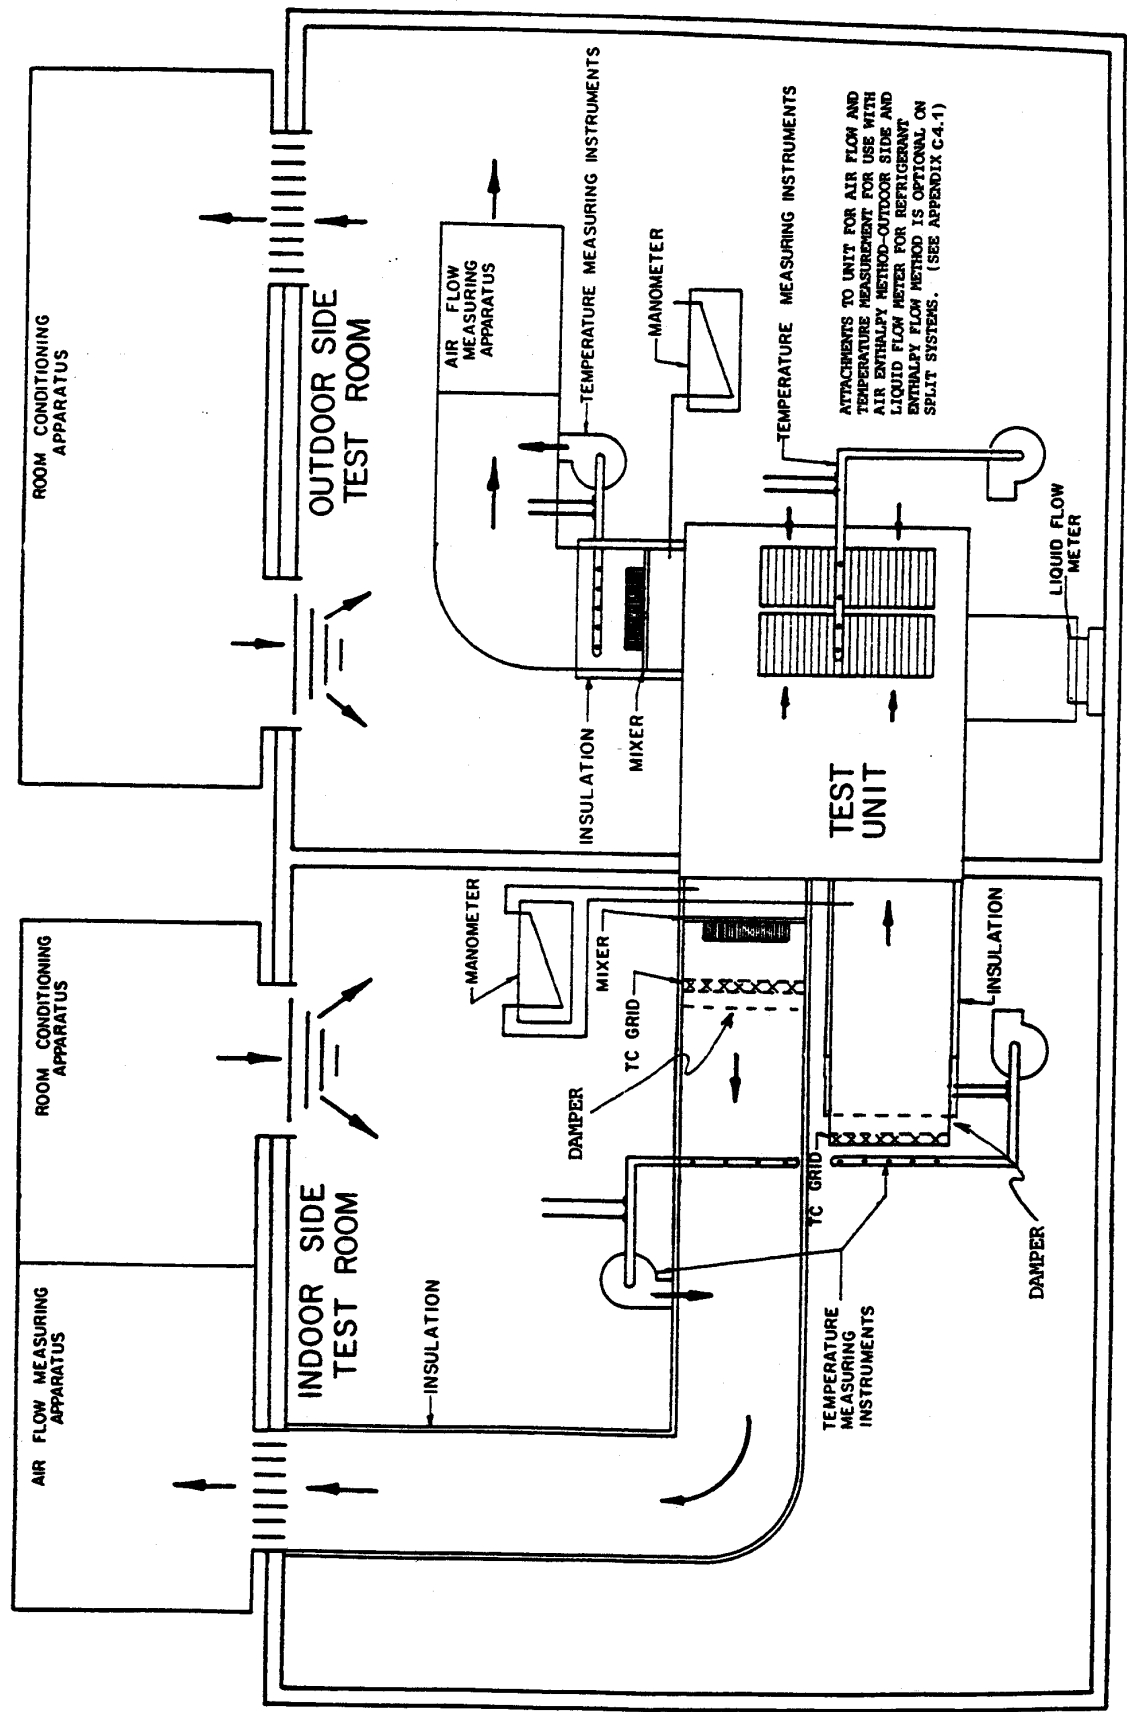 AIR FLOW MEASURING
APPARATUS
ROOM CONDITIONING
APPARATUS
ROOM CONDITIONING
APPARATUS
INDOOR SIDE
TEST ROOM
OUTDOOR SIDE
TEST ROOM
INSULATION
DAMPER
TC GRID
MIXER
MANOMETER
INSULATION
MIXER
AIR FLOW
MEASURING
APPARATUS
TEMPERATURE MEASURING INSTRUMENTS
MANOMETER
TEMPERATURE MEASURING INSTRUMENTS
ATTACHMENTS TO UNIT FOR AIR FLOW AND
TEMPERATURE MEASUREMENT FOR USE WITH
AIR ENTHALPY METHOD-OUTDOOR SIDE AND
LIQUID FLOW METER FOR REFRIGERANT
ENTHALPY FLOW METHOD IS OPTIONAL ON
SPLIT SYSTEMS. (SEE APPENDIX C4.1)
TEST
UNIT
LIQUID FLOW
METER
TEMPERATURE
MEASURING
INSTRUMENTS
TC GRID
DAMPER
INSULATION